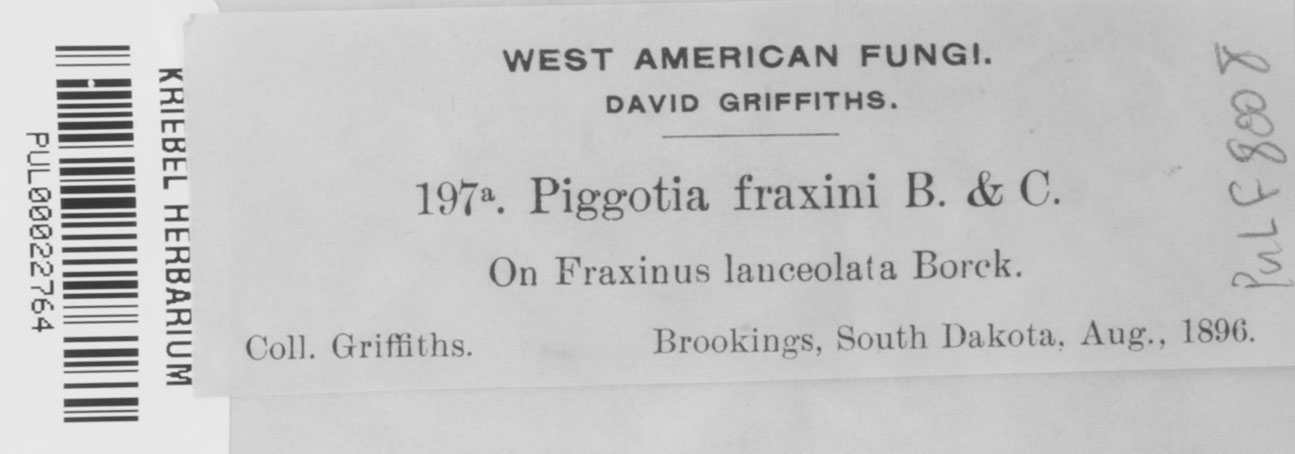 PUL00022764
KRIEBEL HERBARIUM
WEST AMERICAN FUNGI.
DAVID GRIFFITHS.
197ª. Piggotia fraxini B. & C.
On Fraxinus lanceolata Borck.
Coll. Griffiths. Brookings, South Dakota, Aug., 1896.
PUL F